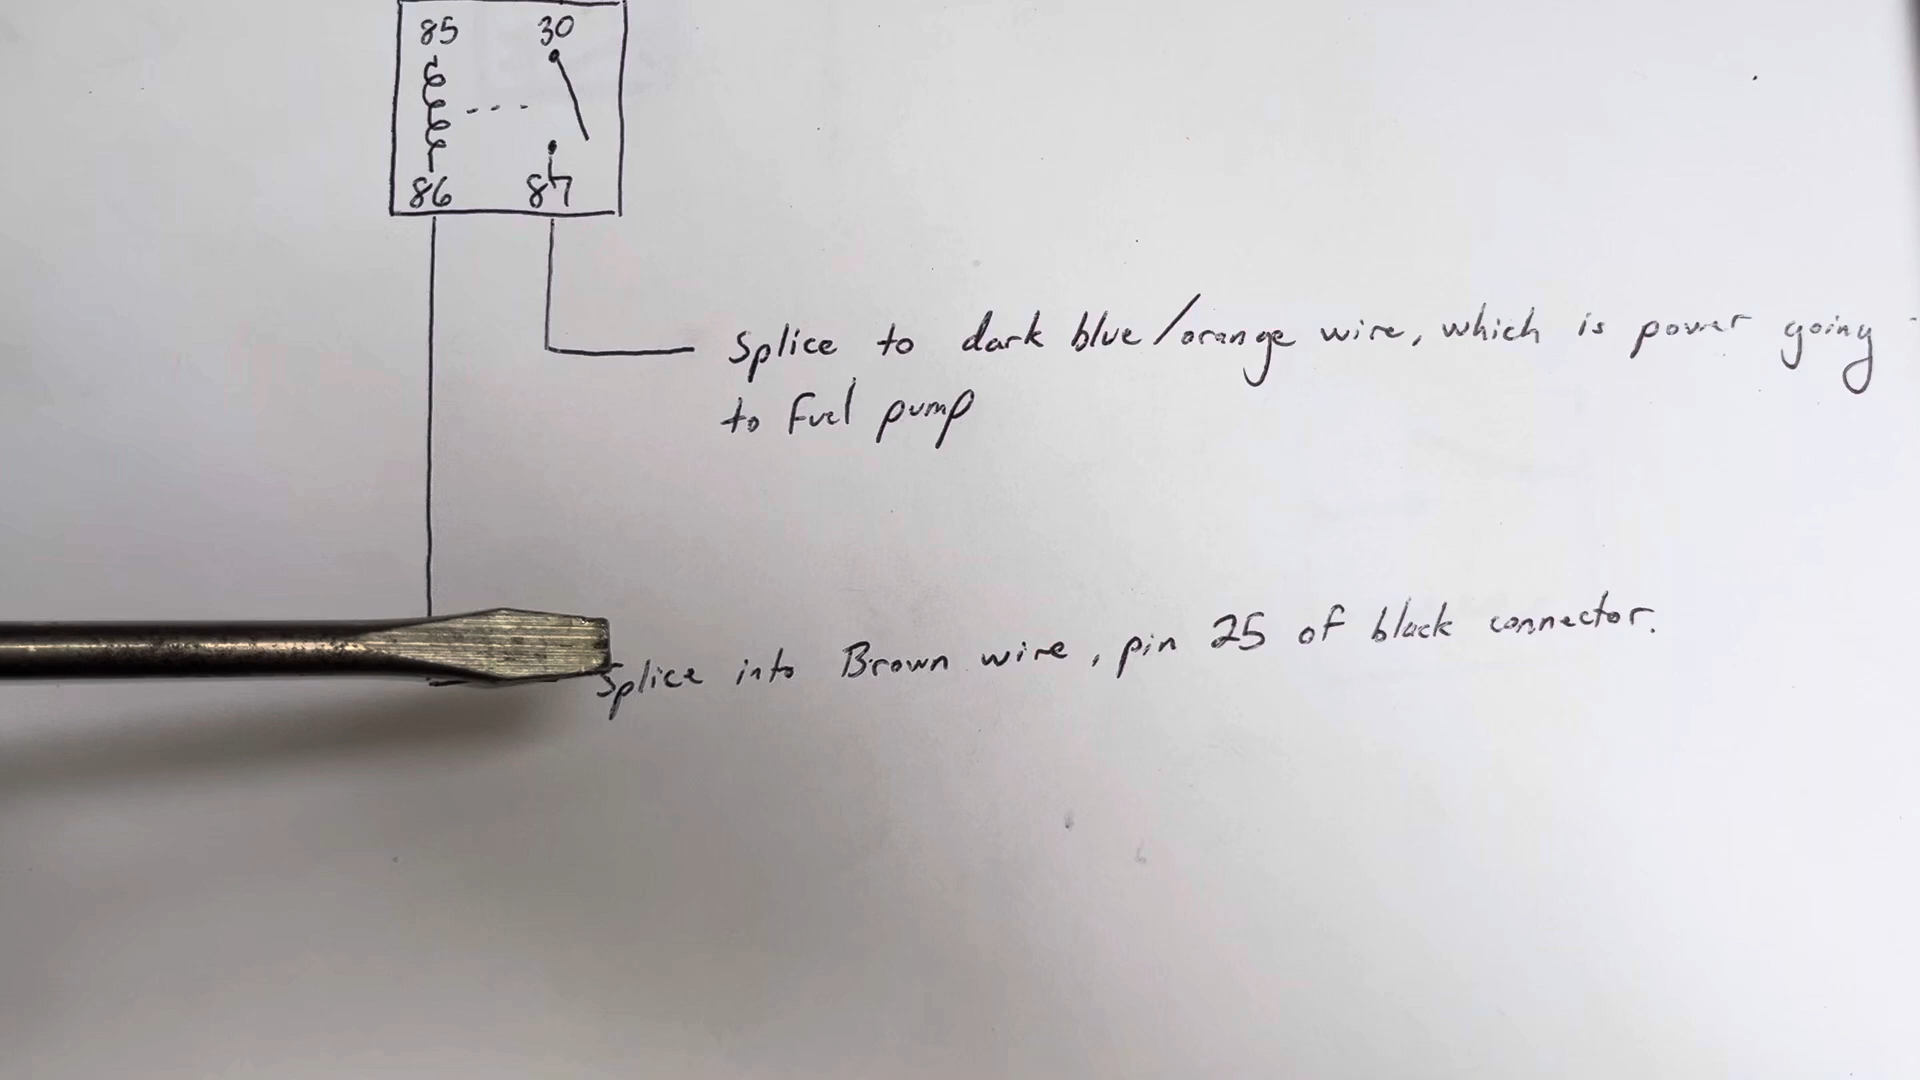 85 30
86 87
Splice to dark blue/orange wire, which is power going
to fuel pump
Splice into Brown wire, pin 25 of black connector.